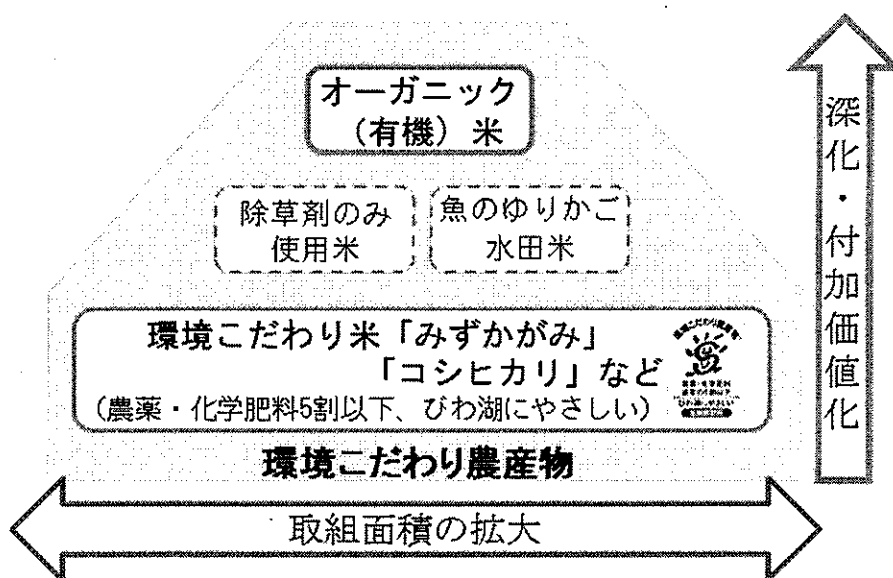 オーガニック
（有機）米
除草剤のみ
使用米
魚のゆりかご
水田米
環境こだわり米「みずかがみ」
「コシヒカリ」など
（農薬・化学肥料5割以下、びわ湖にやさしい）
環境こだわり農産物
取組面積の拡大
深化・付加価値化